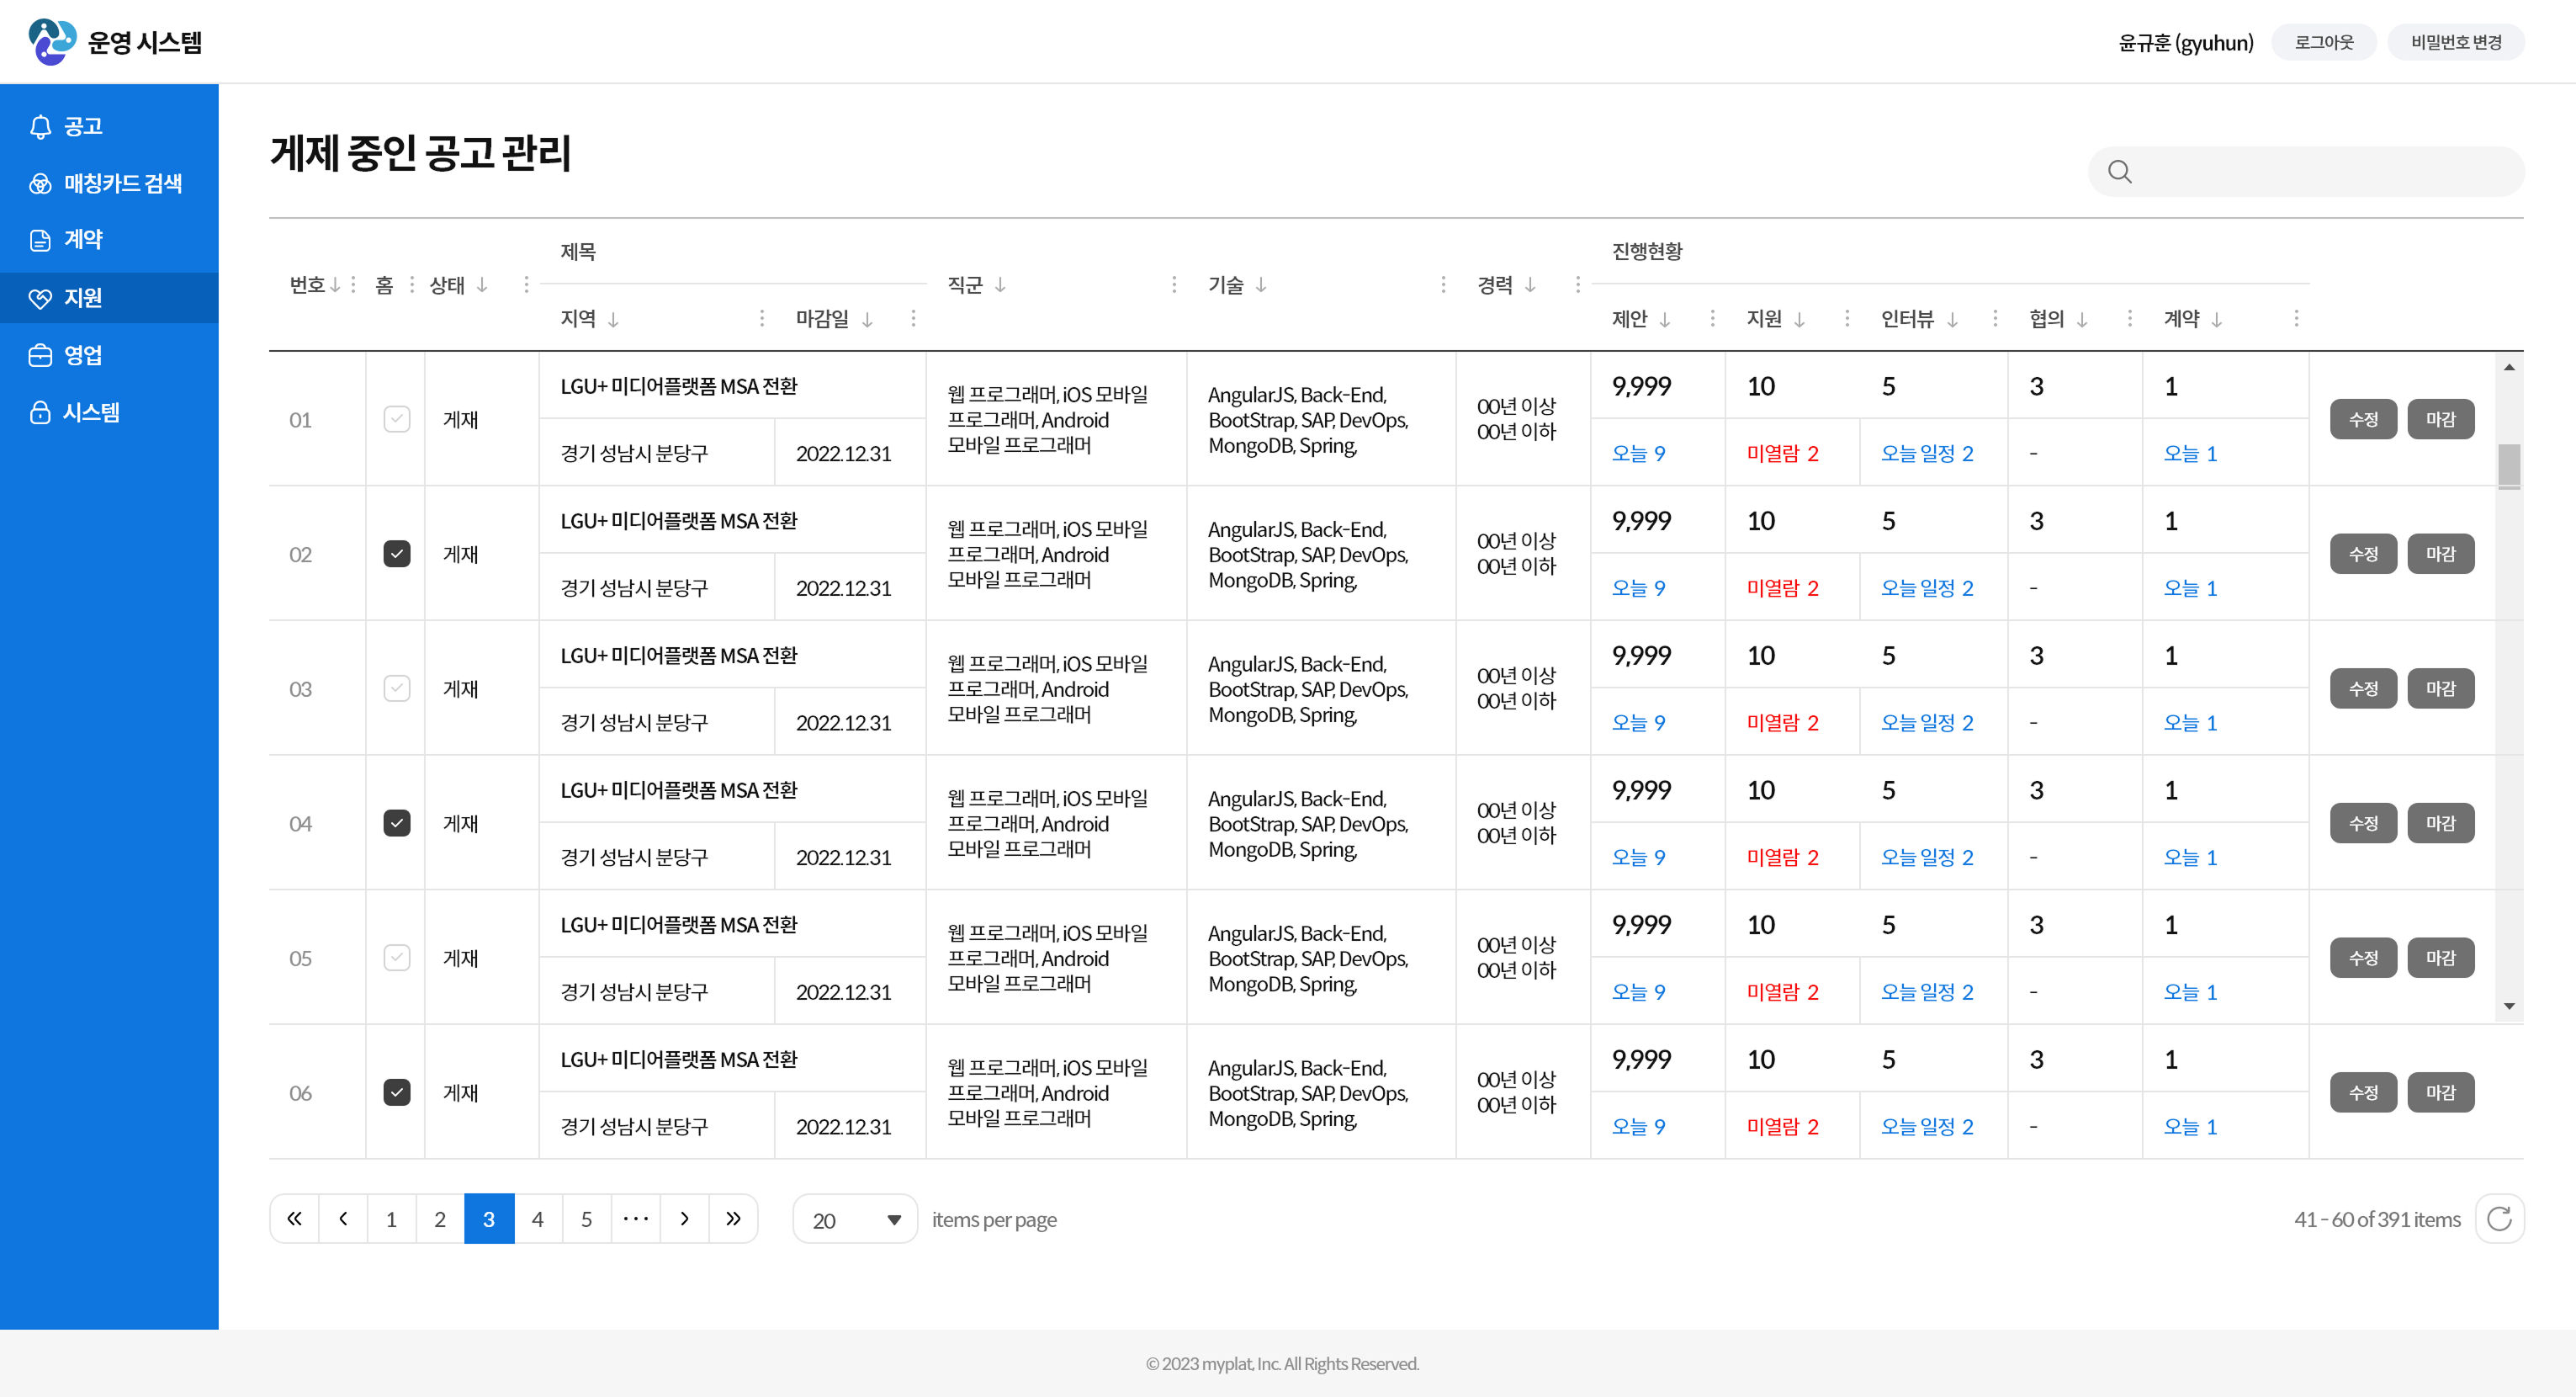 운영 시스템
윤규훈 (gyuhun)
로그아웃
비밀번호 변경
공고
매칭카드 검색
계약
지원
영업
시스템
게제 중인 공고 관리
번호
홈
상태
제목
지역
마감일
직군
기술
경력
진행현황
제안
지원
인터뷰
협의
계약
01
게재
LGU+ 미디어플랫폼 MSA 전환
경기 성남시 분당구
2022.12.31
웹 프로그래머, iOS 모바일
프로그래머, Android
모바일 프로그래머
AngularJS, Back-End,
BootStrap, SAP, DevOps,
MongoDB, Spring,
00년 이상
00년 이하
9,999
10
5
3
1
오늘 9
미열람 2
오늘 일정 2
-
오늘 1
수정
마감
02
게재
LGU+ 미디어플랫폼 MSA 전환
경기 성남시 분당구
2022.12.31
웹 프로그래머, iOS 모바일
프로그래머, Android
모바일 프로그래머
AngularJS, Back-End,
BootStrap, SAP, DevOps,
MongoDB, Spring,
00년 이상
00년 이하
9,999
10
5
3
1
오늘 9
미열람 2
오늘 일정 2
-
오늘 1
수정
마감
03
게재
LGU+ 미디어플랫폼 MSA 전환
경기 성남시 분당구
2022.12.31
웹 프로그래머, iOS 모바일
프로그래머, Android
모바일 프로그래머
AngularJS, Back-End,
BootStrap, SAP, DevOps,
MongoDB, Spring,
00년 이상
00년 이하
9,999
10
5
3
1
오늘 9
미열람 2
오늘 일정 2
-
오늘 1
수정
마감
04
게재
LGU+ 미디어플랫폼 MSA 전환
경기 성남시 분당구
2022.12.31
웹 프로그래머, iOS 모바일
프로그래머, Android
모바일 프로그래머
AngularJS, Back-End,
BootStrap, SAP, DevOps,
MongoDB, Spring,
00년 이상
00년 이하
9,999
10
5
3
1
오늘 9
미열람 2
오늘 일정 2
-
오늘 1
수정
마감
05
게재
LGU+ 미디어플랫폼 MSA 전환
경기 성남시 분당구
2022.12.31
웹 프로그래머, iOS 모바일
프로그래머, Android
모바일 프로그래머
AngularJS, Back-End,
BootStrap, SAP, DevOps,
MongoDB, Spring,
00년 이상
00년 이하
9,999
10
5
3
1
오늘 9
미열람 2
오늘 일정 2
-
오늘 1
수정
마감
06
게재
LGU+ 미디어플랫폼 MSA 전환
경기 성남시 분당구
2022.12.31
웹 프로그래머, iOS 모바일
프로그래머, Android
모바일 프로그래머
AngularJS, Back-End,
BootStrap, SAP, DevOps,
MongoDB, Spring,
00년 이상
00년 이하
9,999
10
5
3
1
오늘 9
미열람 2
오늘 일정 2
-
오늘 1
수정
마감
1 2 3 4 5 ···
20
items per page
41 - 60 of 391 items
© 2023 myplat, Inc. All Rights Reserved.